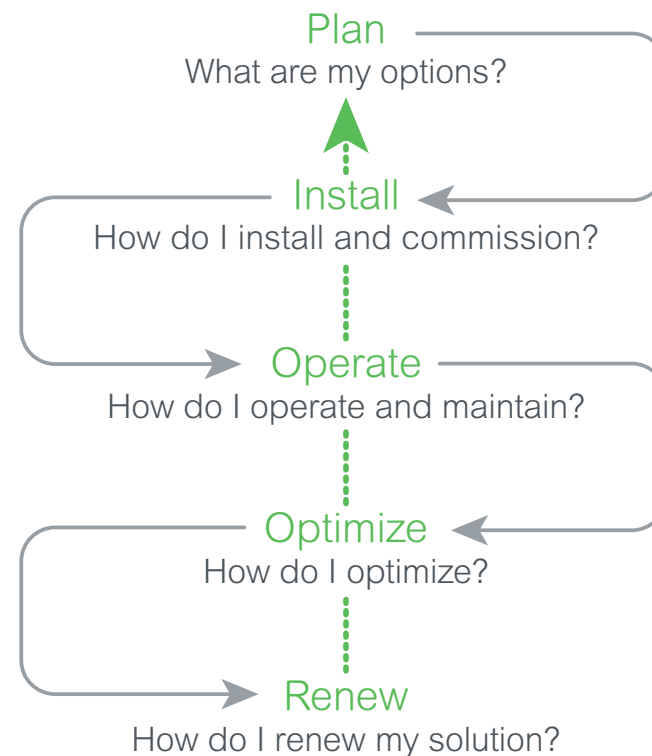 Plan
What are my options?
Install
How do I install and commission?
Operate
How do I operate and maintain?
Optimize
How do I optimize?
Renew
How do I renew my solution?